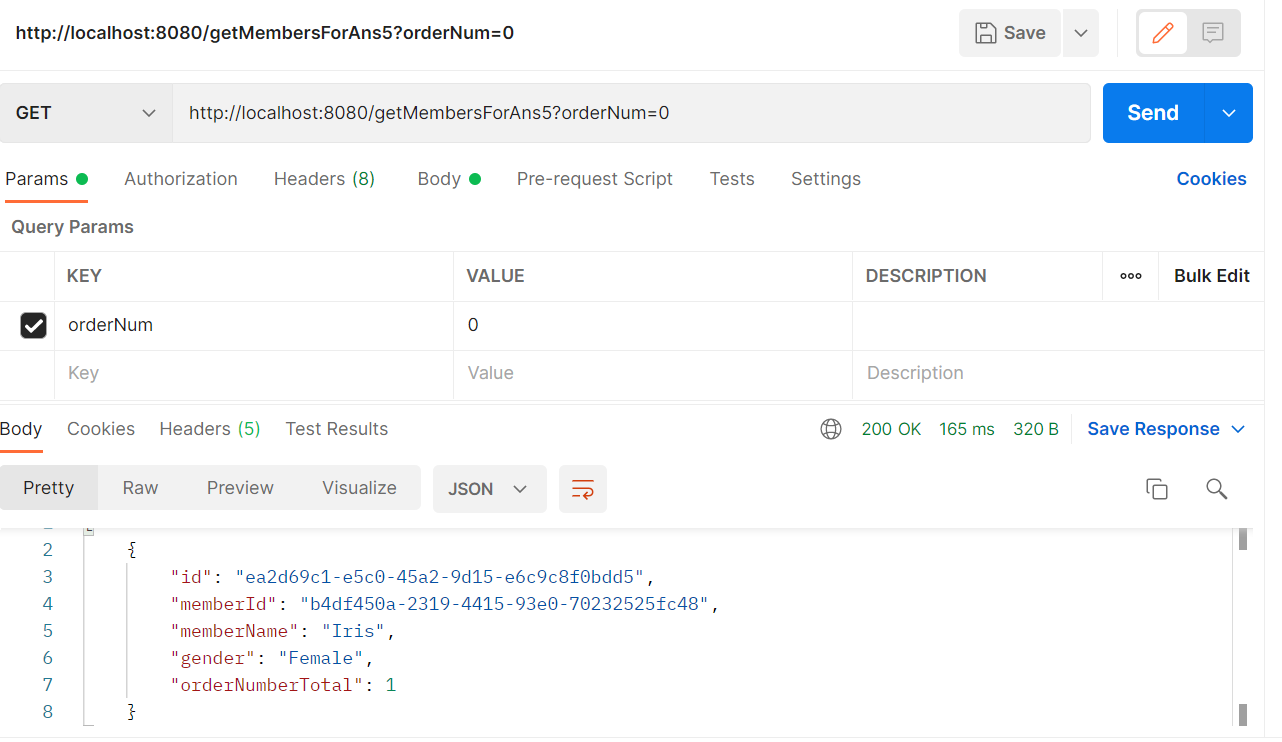 http://localhost:8080/getMembersForAns5?orderNum=0 Save
GET http://localhost:8080/getMembersForAns5?orderNum=0 Send
Params Authorization Headers (8) Body Pre-request Script Tests Settings Cookies
Query Params
KEY VALUE DESCRIPTION ooo Bulk Edit
orderNum 0
Key Value Description
Body Cookies Headers (5) Test Results 200 OK 165 ms 320 B Save Response
Pretty Raw Preview Visualize JSON
2 {
3 "id": "ea2d69c1-e5c0-45a2-9d15-e6c9c8f0bdd5",
4 "memberId": "b4df450a-2319-4415-93e0-70232525fc48",
5 "memberName": "Iris",
6 "gender": "Female",
7 "orderNumberTotal": 1
8 }